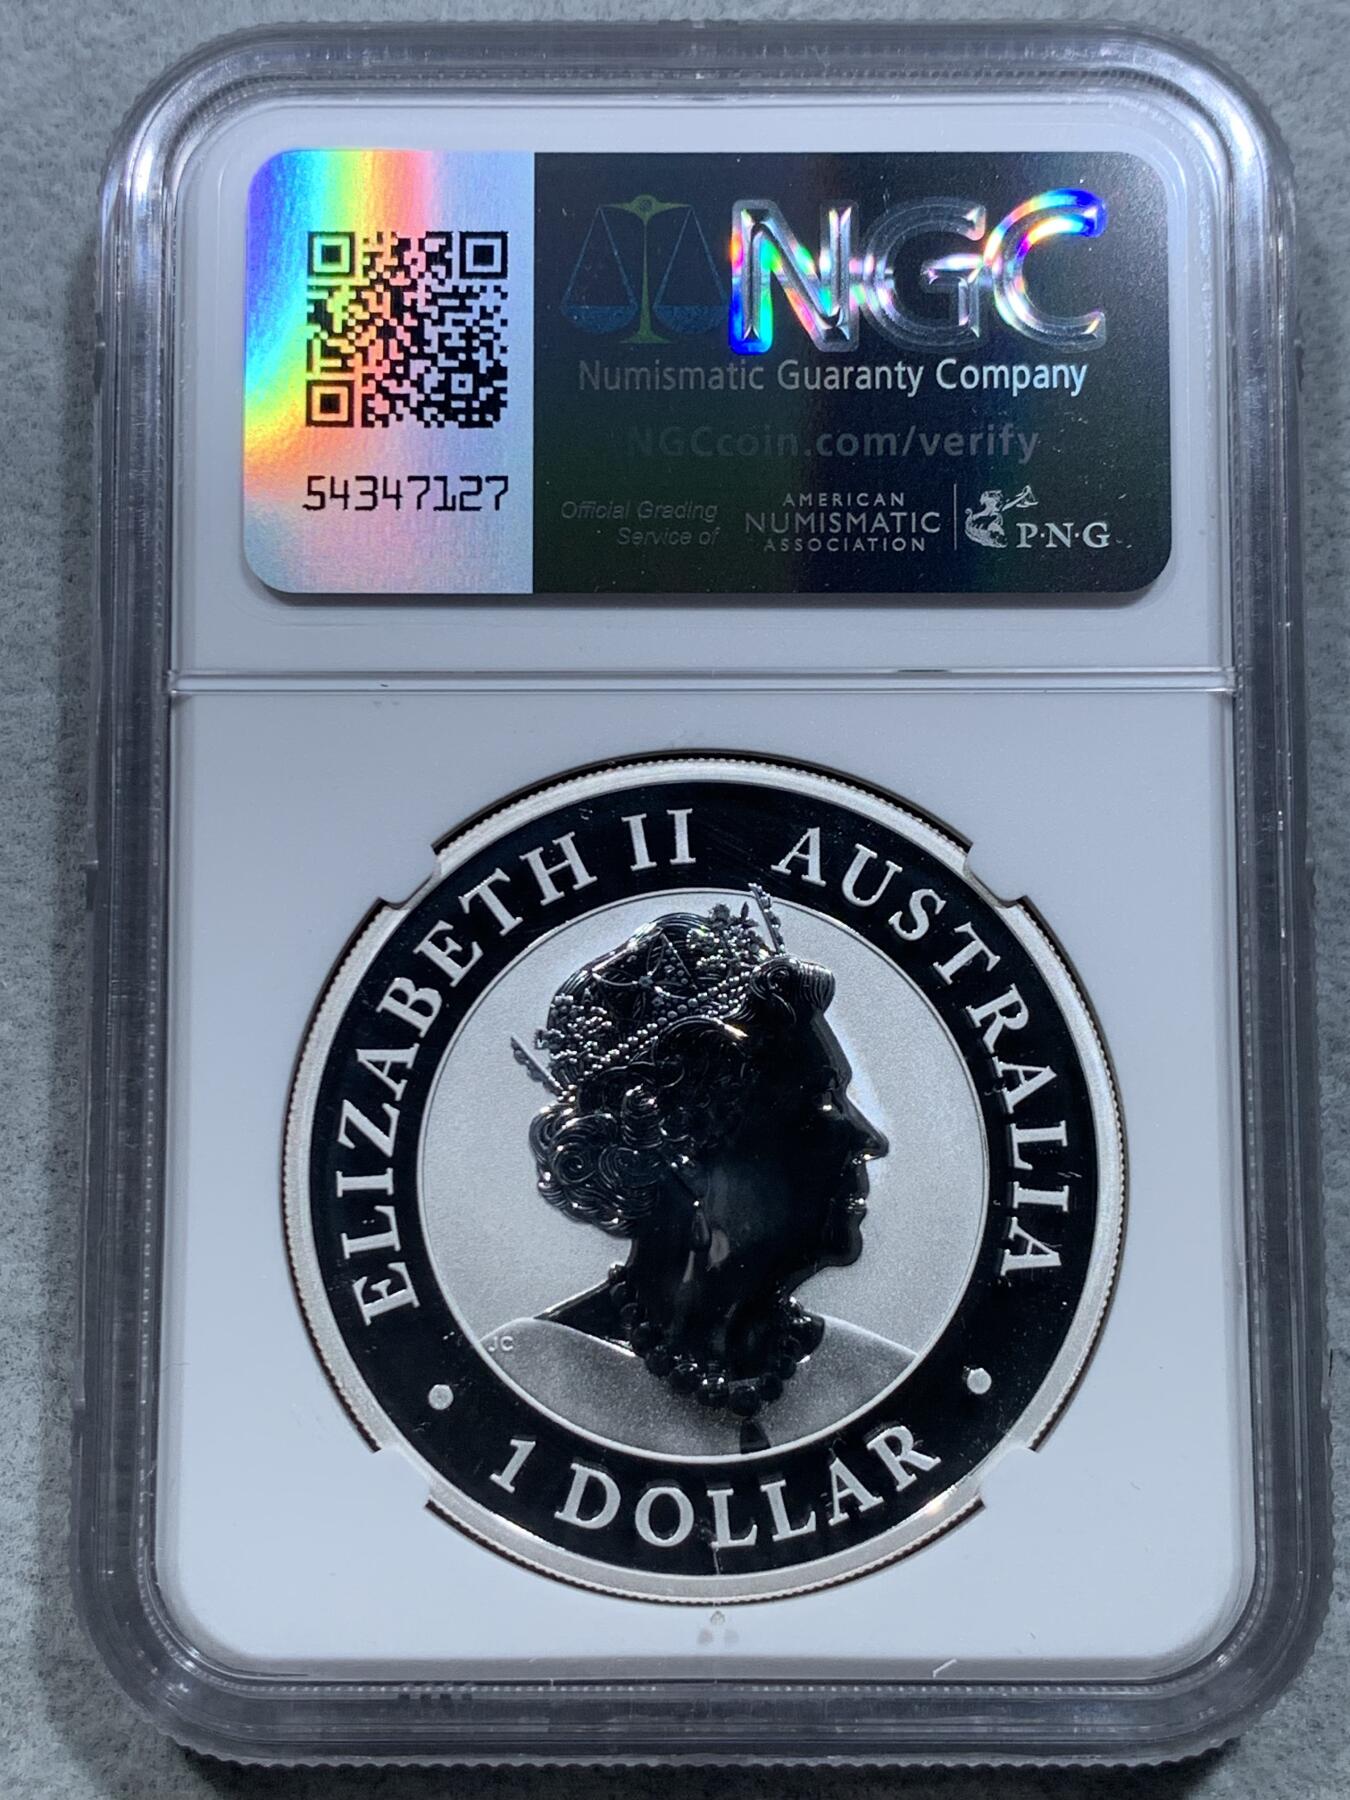 NGC
Numismatic Guaranty Company
NGCcoin.com/verify
54347127
Official Grading
Service of
AMERICAN
NUMISMATIC
ASSOCIATION
P·N·G
ELIZABETH II AUSTRALIA
JC
• 1 DOLLAR •